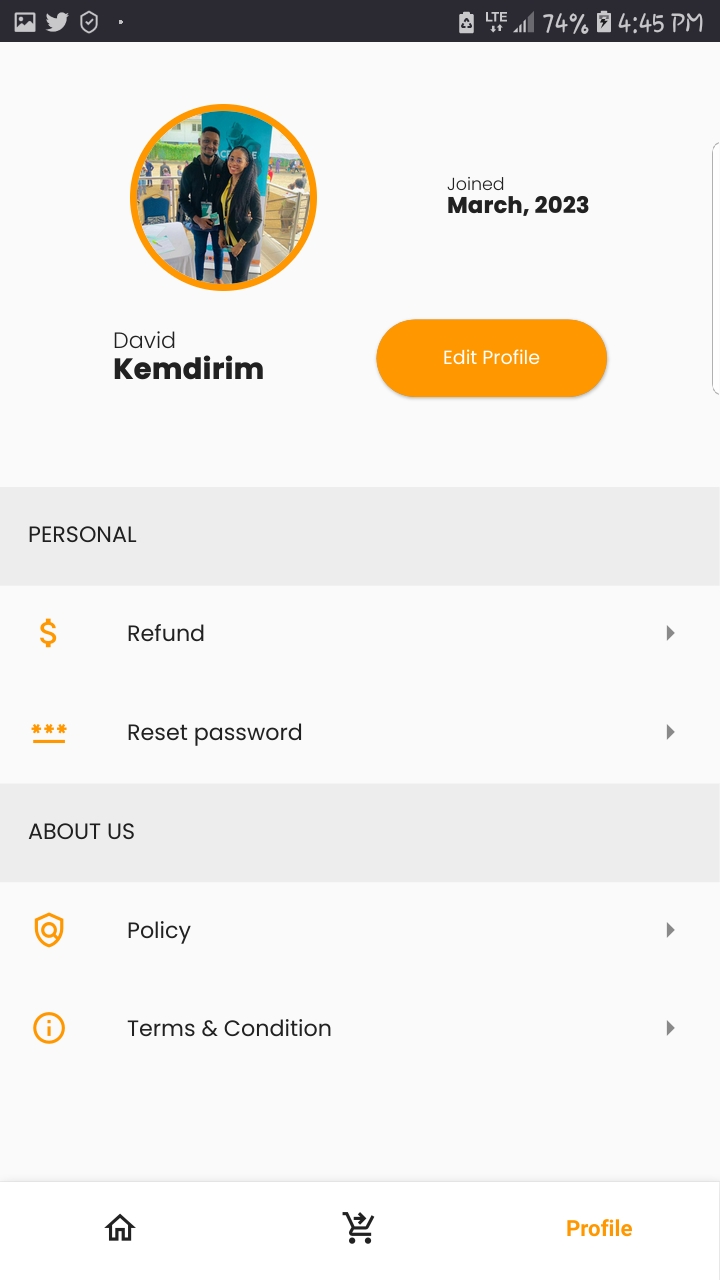 LTE 74% 4:45 PM
Joined
March, 2023
David
Kemdirim
Edit Profile
PERSONAL
$ Refund
*** Reset password
ABOUT US
Policy
Terms & Condition
Profile